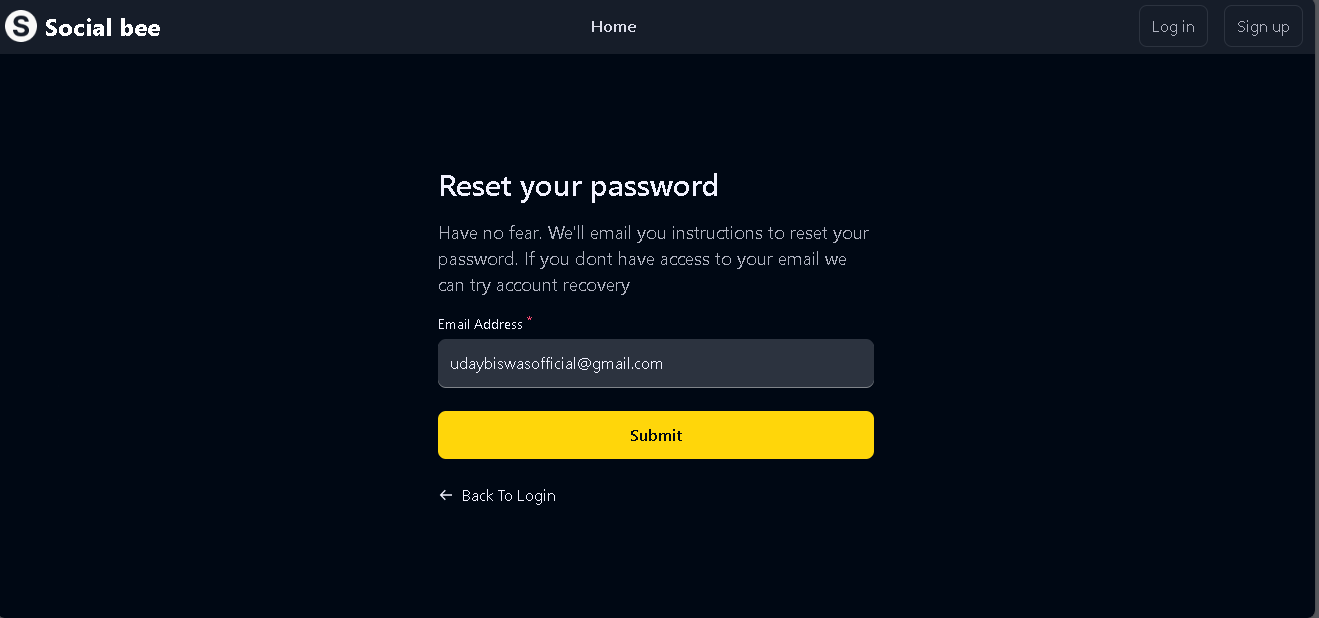 S Social bee
Home
Log in
Sign up
Reset your password
Have no fear. We'll email you instructions to reset your
password. If you dont have access to your email we
can try account recovery
Email Address *
udaybiswasofficial@gmail.com
Submit
← Back To Login